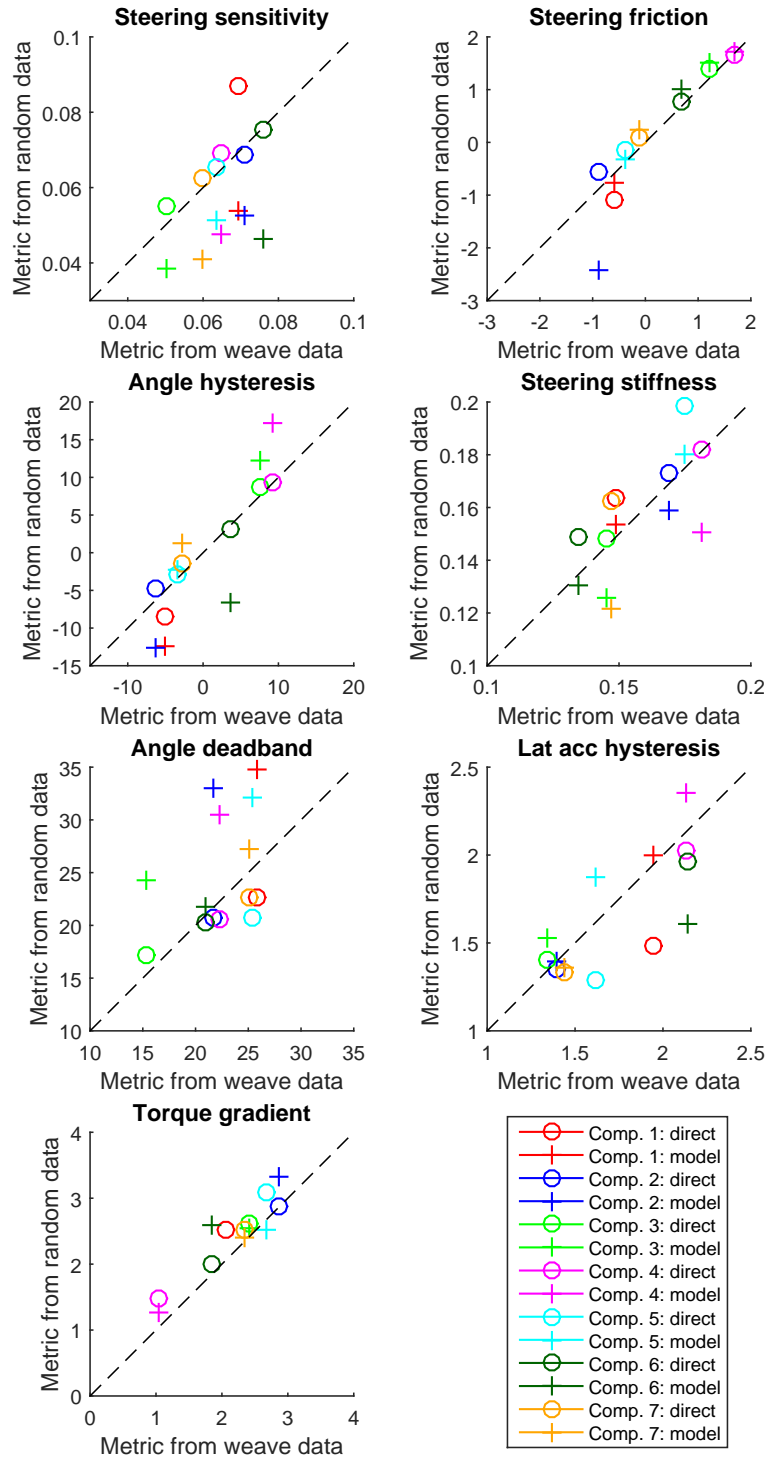 Steering sensitivity
0.1
0.08
0.06
0.04
0.04 0.06 0.08 0.1
Metric from random data
Metric from weave data
Steering friction
2
1
0
-1
-2
-3
-3 -2 -1 0 1 2
Metric from random data
Metric from weave data
Angle hysteresis
20
15
10
5
0
-5
-10
-15
-10 0 10 20
Metric from random data
Metric from weave data
Steering stiffness
0.2
0.18
0.16
0.14
0.12
0.1
0.1 0.15 0.2
Metric from random data
Metric from weave data
Angle deadband
35
30
25
20
15
10
10 15 20 25 30 35
Metric from random data
Metric from weave data
Lat acc hysteresis
2.5
2
1.5
1
1 1.5 2 2.5
Metric from random data
Metric from weave data
Torque gradient
4
3
2
1
0
0 1 2 3 4
Metric from random data
Metric from weave data
Comp. 1: direct
Comp. 1: model
Comp. 2: direct
Comp. 2: model
Comp. 3: direct
Comp. 3: model
Comp. 4: direct
Comp. 4: model
Comp. 5: direct
Comp. 5: model
Comp. 6: direct
Comp. 6: model
Comp. 7: direct
Comp. 7: model